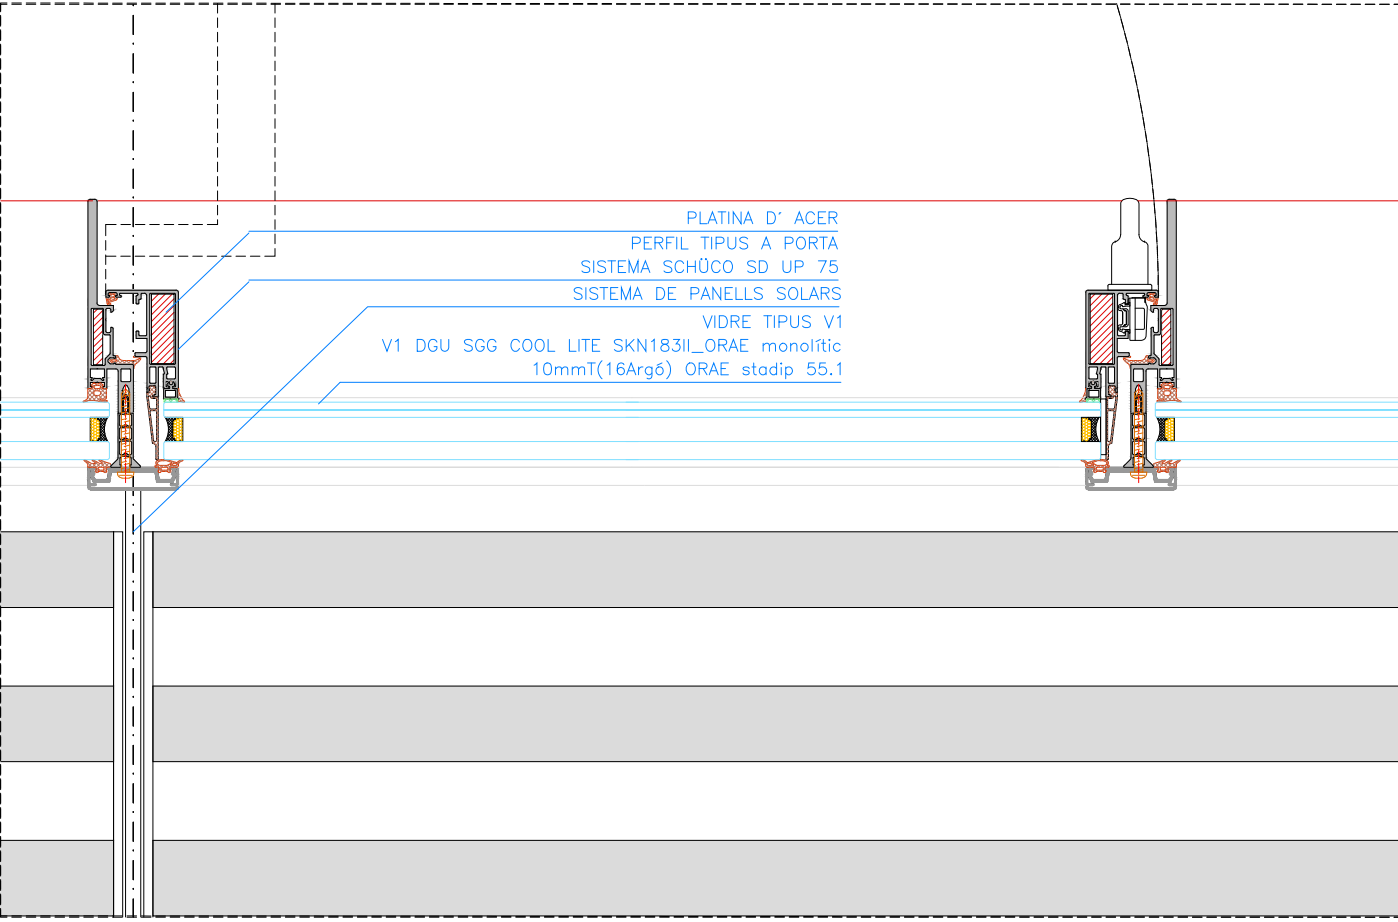 PLATINA D´ ACER
PERFIL TIPUS A PORTA
SISTEMA SCHÜCO SD UP 75
SISTEMA DE PANELLS SOLARS
VIDRE TIPUS V1
V1 DGU SGG COOL LITE SKN183II_ORAE monolític
10mmT(16Argó) ORAE stadip 55.1